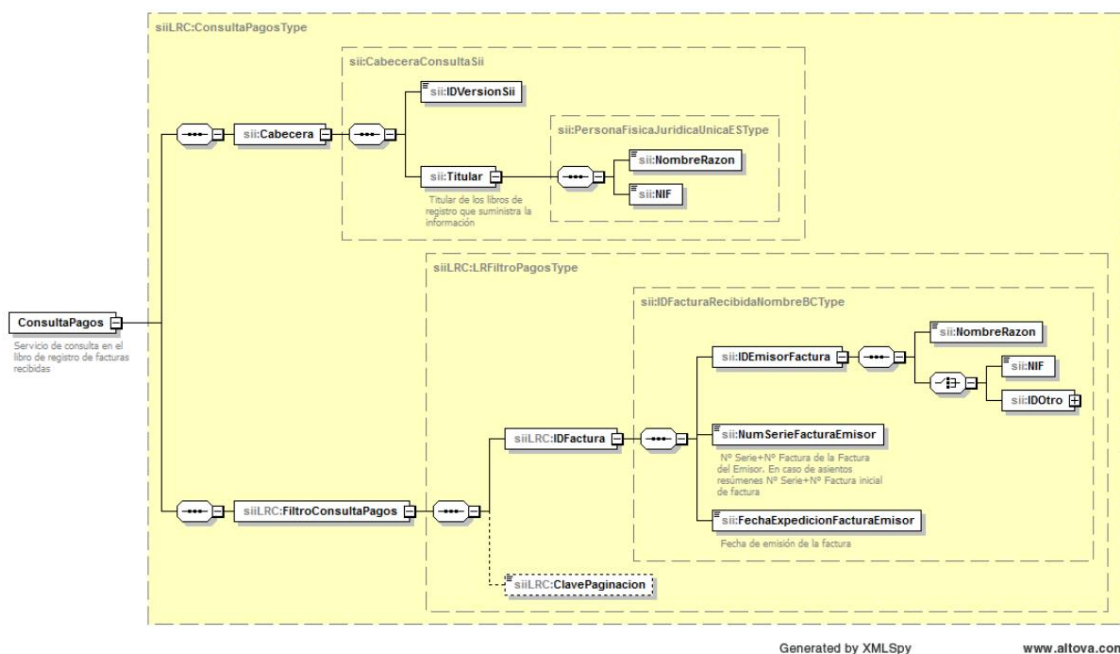 siiLRC:ConsultaPagosType
sii:CabeceraConsultaSii
sii:IDVersionSii
sii:PersonaFisicaJuridicaUnicaESType
sii:Cabecera
sii:NombreRazon
sii:Titular
sii:NIF
Titular de los libros de
registro que suministra la
información
siiLRC:LRFiltroPagosType
sii:IDFacturaRecibidaNombreBCType
ConsultaPagos
Servicio de consulta en el
libro de registro de facturas
recibidas
sii:NombreRazon
sii:IDEmisorFactura
sii:NIF
sii:IDOtro
siiLRC:IDFactura
sii:NumSerieFacturaEmisor
Nº Serie+Nº Factura de la Factura
del Emisor. En caso de asientos
resúmenes Nº Serie+Nº Factura inicial
de factura
siiLRC:FiltroConsultaPagos
sii:FechaExpedicionFacturaEmisor
Fecha de emisión de la factura
siiLRC:ClavePaginacion
Generated by XMLSpy
www.altova.com